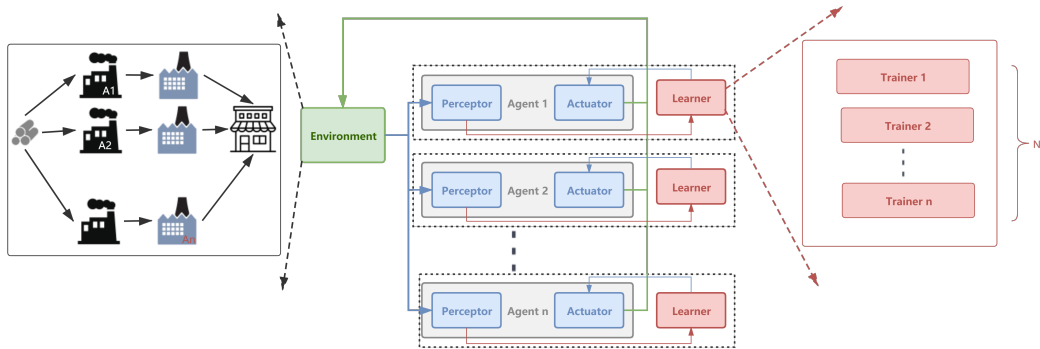 A1
A2
An
Environment
Perceptor
Agent 1
Actuator
Learner
Perceptor
Agent 2
Actuator
Learner
Perceptor
Agent n
Actuator
Learner
Trainer 1
Trainer 2
Trainer n
N